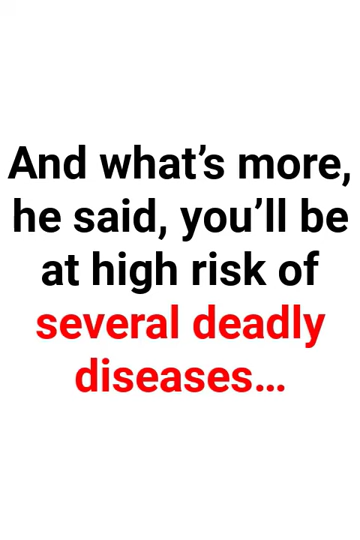 And what’s more,
he said, you’ll be
at high risk of
several deadly
diseases...